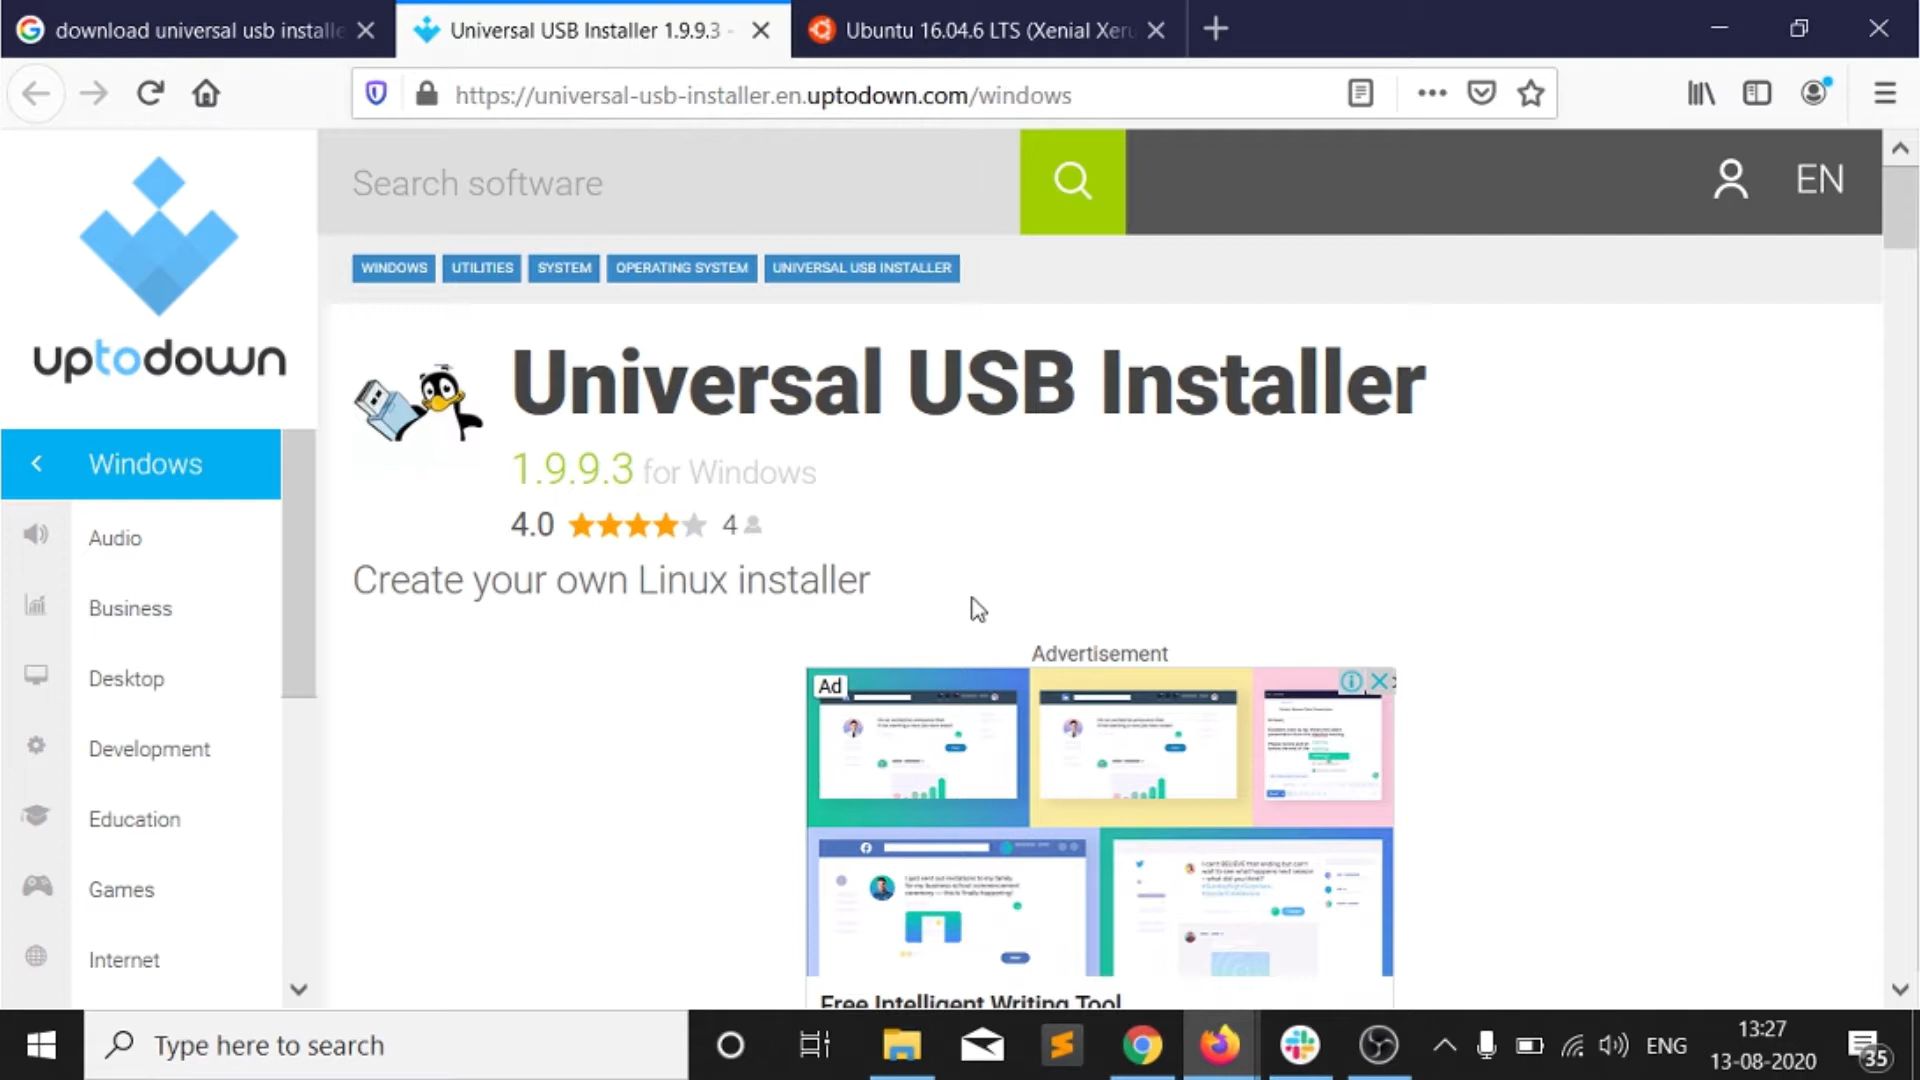 download universal usb installe
Universal USB Installer 1.9.9.3 -
Ubuntu 16.04.6 LTS (Xenial Xeru
https://universal-usb-installer.en.uptodown.com/windows
uptodown
Search software
EN
WINDOWS
UTILITIES
SYSTEM
OPERATING SYSTEM
UNIVERSAL USB INSTALLER
Universal USB Installer
1.9.9.3 for Windows
4.0
4
Create your own Linux installer
Windows
Audio
Business
Desktop
Development
Education
Games
Internet
Advertisement
Ad
Free Intelligent Writing Tool
Type here to search
ENG
13:27
13-08-2020
35